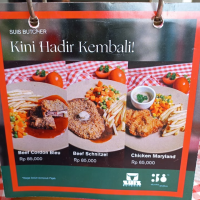 SUIS BUTCHER
Kini Hadir Kembali!
Beef Cordon Bleu
Rp 65,000
Beef Schnitzel
Rp 65,000
Chicken Maryland
Rp 65,000